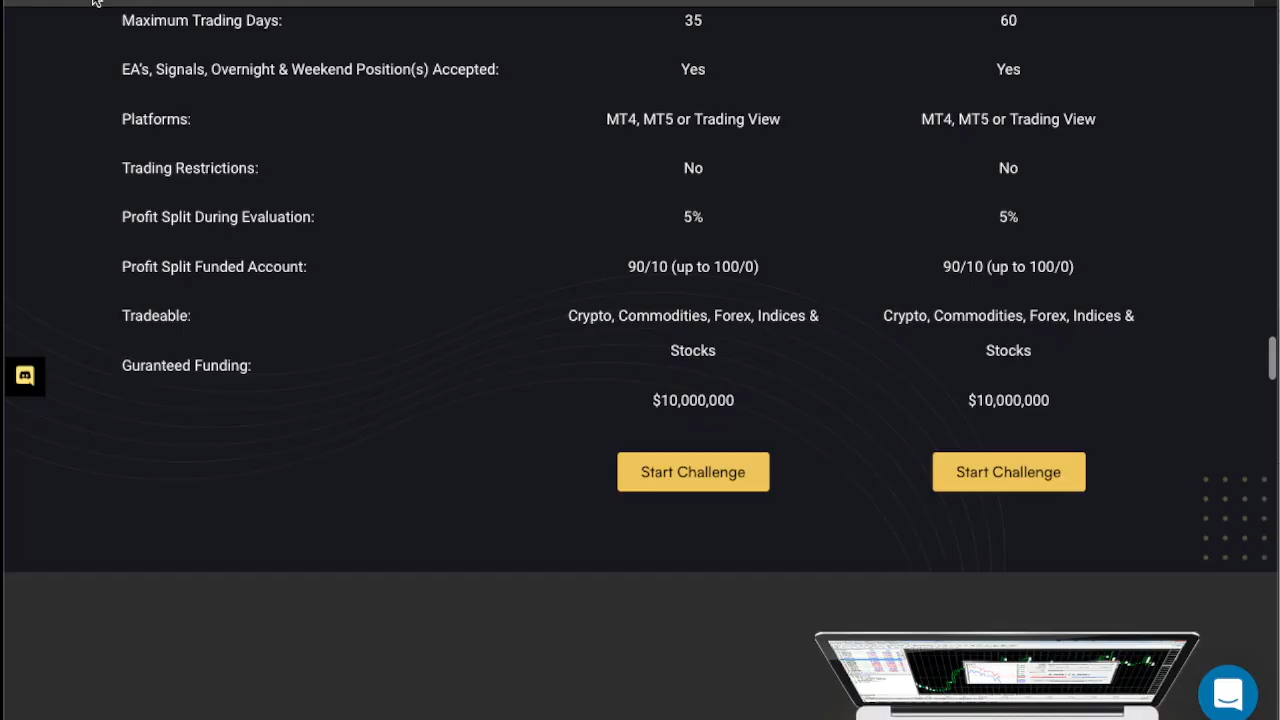 Maximum Trading Days: 35 60
EA's, Signals, Overnight & Weekend Position(s) Accepted: Yes Yes
Platforms: MT4, MT5 or Trading View MT4, MT5 or Trading View
Trading Restrictions: No No
Profit Split During Evaluation: 5% 5%
Profit Split Funded Account: 90/10 (up to 100/0) 90/10 (up to 100/0)
Tradeable: Crypto, Commodities, Forex, Indices & Crypto, Commodities, Forex, Indices &
Stocks Stocks
Guranteed Funding:
$10,000,000 $10,000,000
Start Challenge Start Challenge